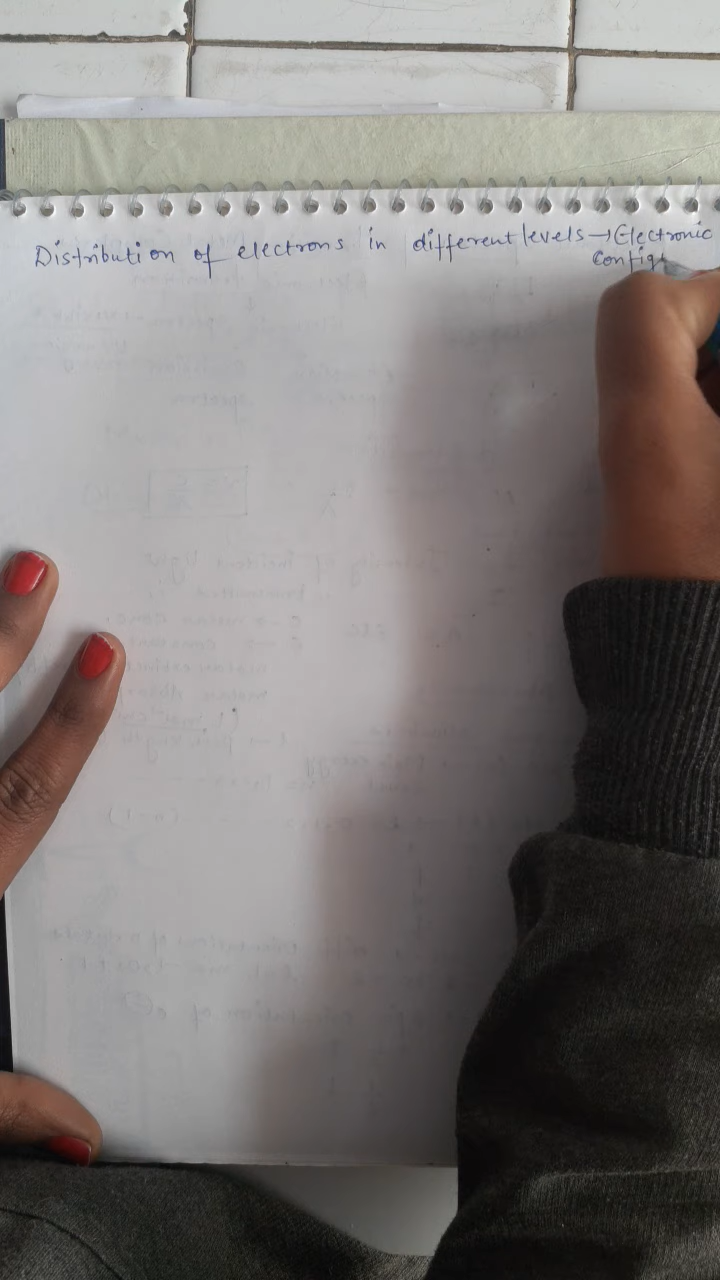 Distribution of electrons in different levels → Electronic
Config